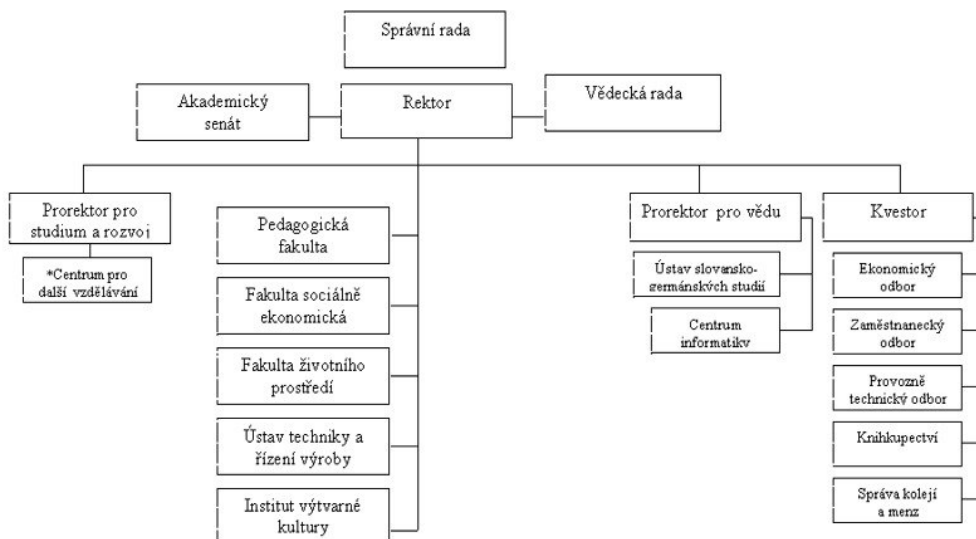 Správní rada
Akademický
senát
Rektor
Vědecká rada
Prorektor pro
studium a rozvoj
*Centrum pro
další vzdělávání
Pedagogická
fakulta
Fakulta sociálně
ekonomická
Fakulta životního
prostředí
Ústav techniky a
řízení výroby
Institut výtvarné
kultury
Prorektor pro vědu
Ústav slovansko-
germánských studií
Centrum
informatiky
Kvestor
Ekonomický
odbor
Zaměstnanecký
odbor
Provozně
technický odbor
Knihkupectví
Správa kolejí
a menz